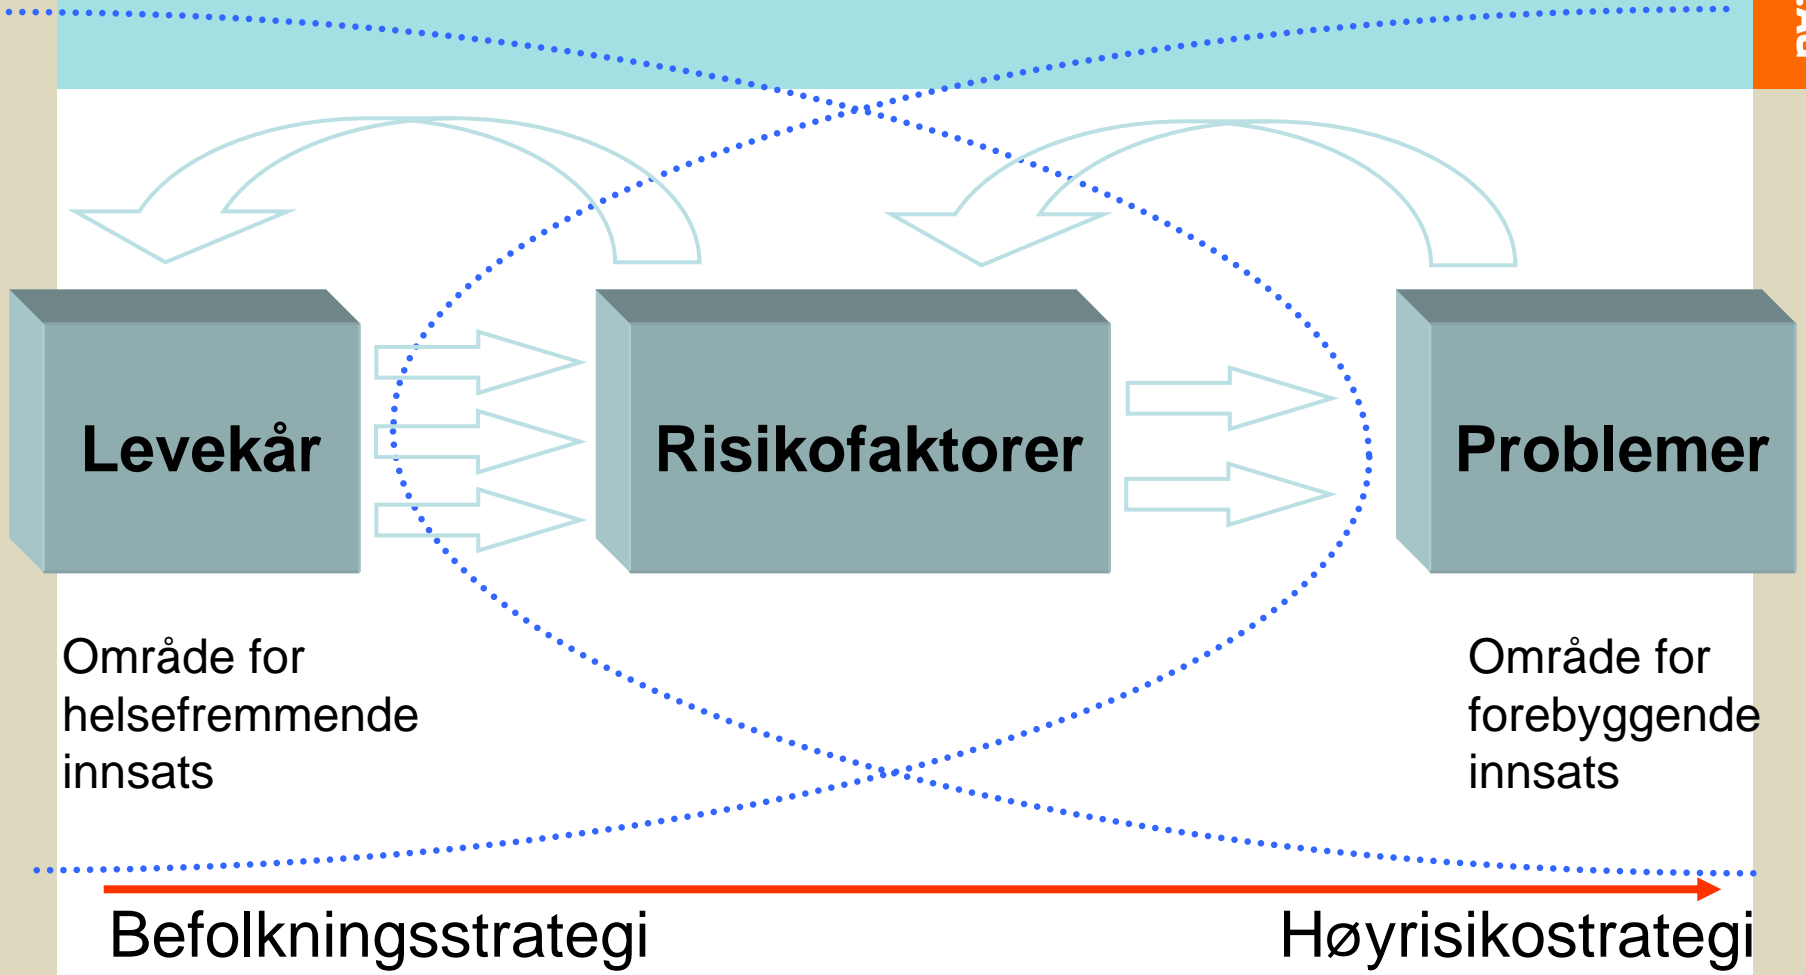 Levekår
Risikofaktorer
Problemer
Område for
helsefremmende
innsats
Område for
forebyggende
innsats
Befolkningsstrategi
Høyrisikostrategi